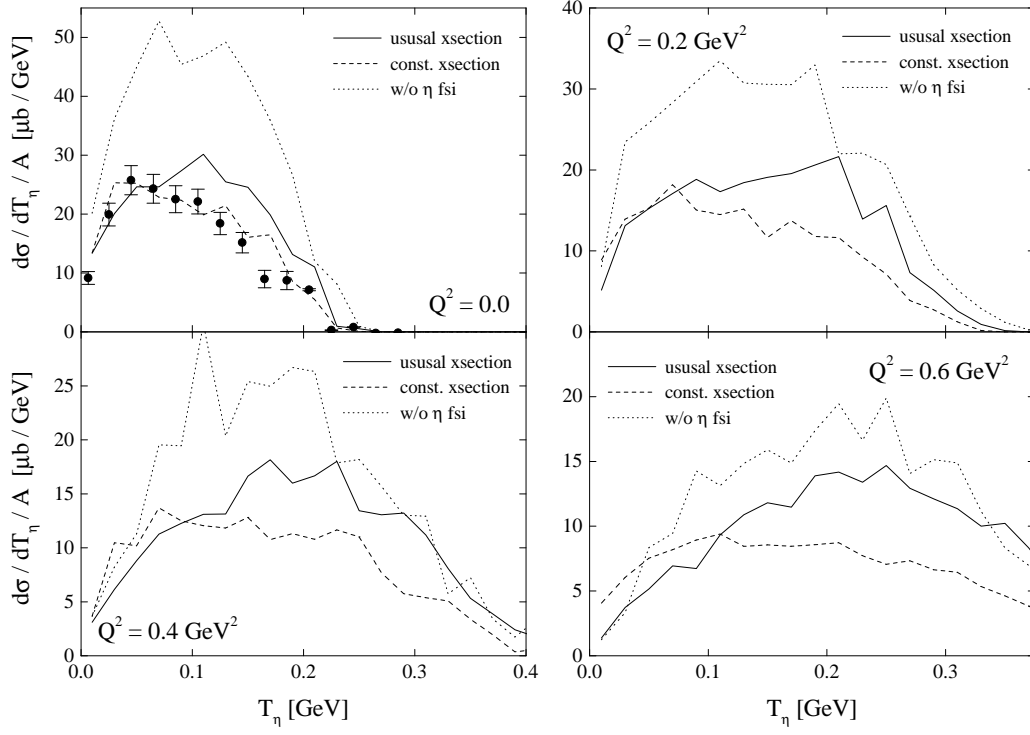 dσ / dT_η / A [μb / GeV]
50
40
30
20
10
0
ususal xsection
const. xsection
w/o η fsi
Q² = 0.0
40
30
20
10
0
Q² = 0.2 GeV²
ususal xsection
const. xsection
w/o η fsi
dσ / dT_η / A [μb / GeV]
25
20
15
10
5
0
ususal xsection
const. xsection
w/o η fsi
Q² = 0.4 GeV²
0.0 0.1 0.2 0.3 0.4
T_η [GeV]
20
15
10
5
0
ususal xsection
const. xsection
w/o η fsi
Q² = 0.6 GeV²
0.0 0.1 0.2 0.3
T_η [GeV]